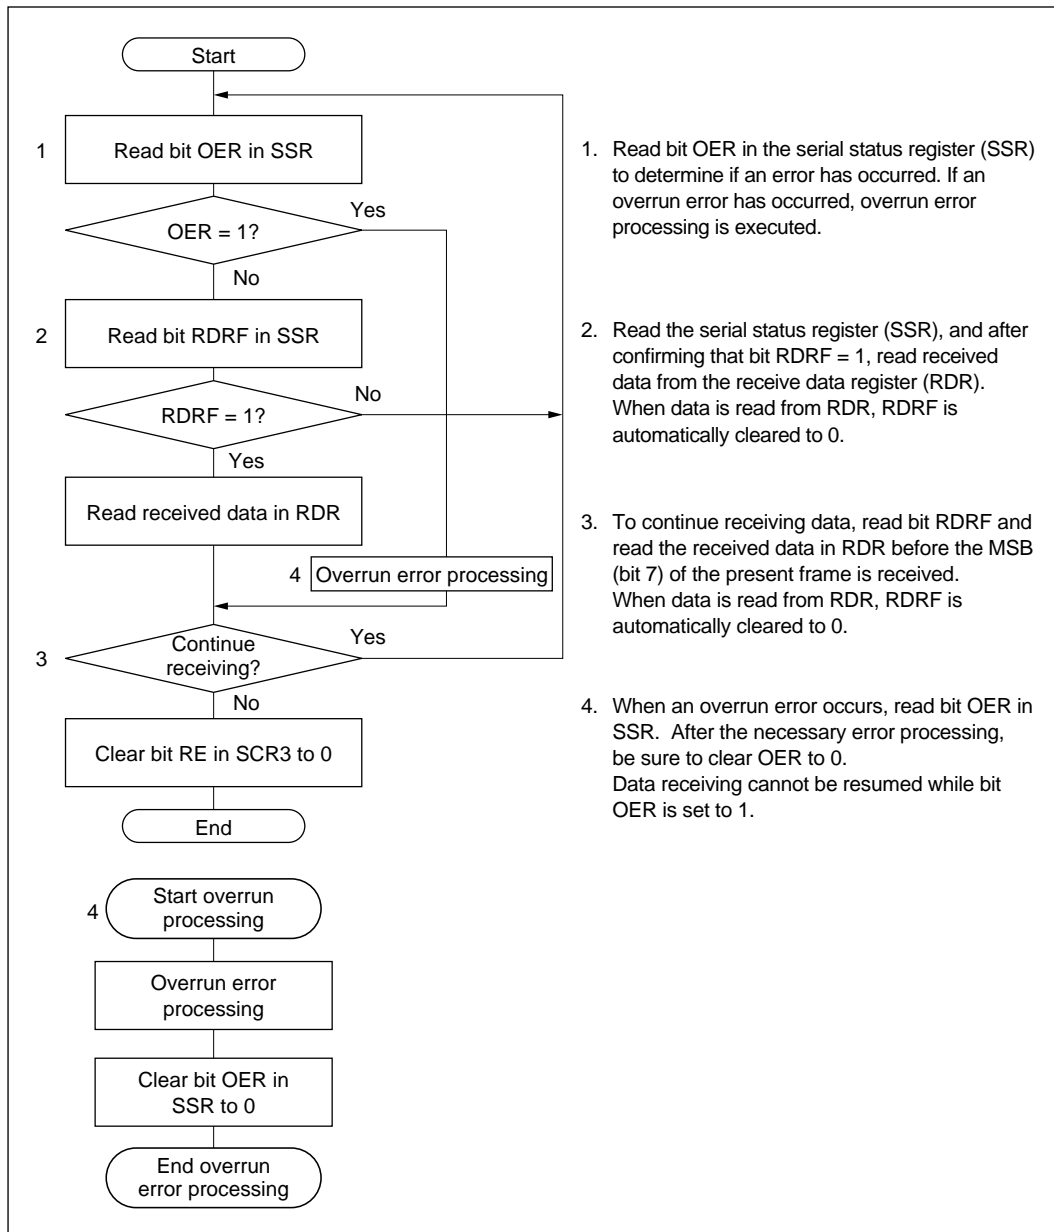 Start
1
Read bit OER in SSR
OER = 1?
Yes
No
2
Read bit RDRF in SSR
RDRF = 1?
No
Yes
Read received data in RDR
4
Overrun error processing
3
Continue
receiving?
Yes
No
Clear bit RE in SCR3 to 0
End
4
Start overrun
processing
Overrun error
processing
Clear bit OER in
SSR to 0
End overrun
error processing
1. Read bit OER in the serial status register (SSR)
to determine if an error has occurred. If an
overrun error has occurred, overrun error
processing is executed.
2. Read the serial status register (SSR), and after
confirming that bit RDRF = 1, read received
data from the receive data register (RDR).
When data is read from RDR, RDRF is
automatically cleared to 0.
3. To continue receiving data, read bit RDRF and
read the received data in RDR before the MSB
(bit 7) of the present frame is received.
When data is read from RDR, RDRF is
automatically cleared to 0.
4. When an overrun error occurs, read bit OER in
SSR.  After the necessary error processing,
be sure to clear OER to 0.
Data receiving cannot be resumed while bit
OER is set to 1.